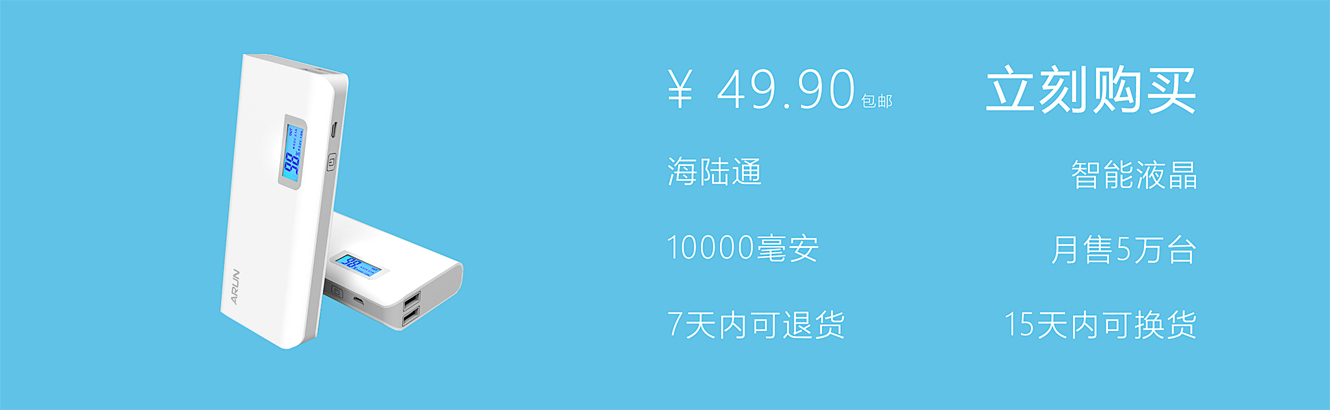 ¥ 49.90包邮
立刻购买
海陆通
智能液晶
10000毫安
月售5万台
7天内可退货
15天内可换货
ARUN
98
98